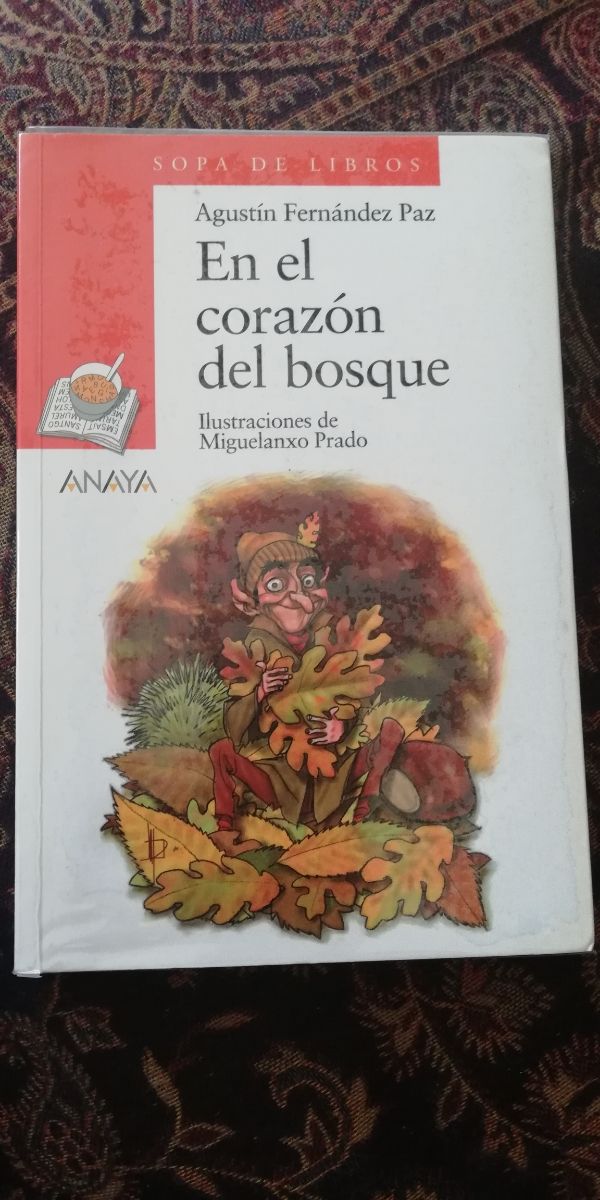 SOPA DE LIBROS
Agustín Fernández Paz
En el
corazón
del bosque
Ilustraciones de
Miguelanxo Prado
ANAYA